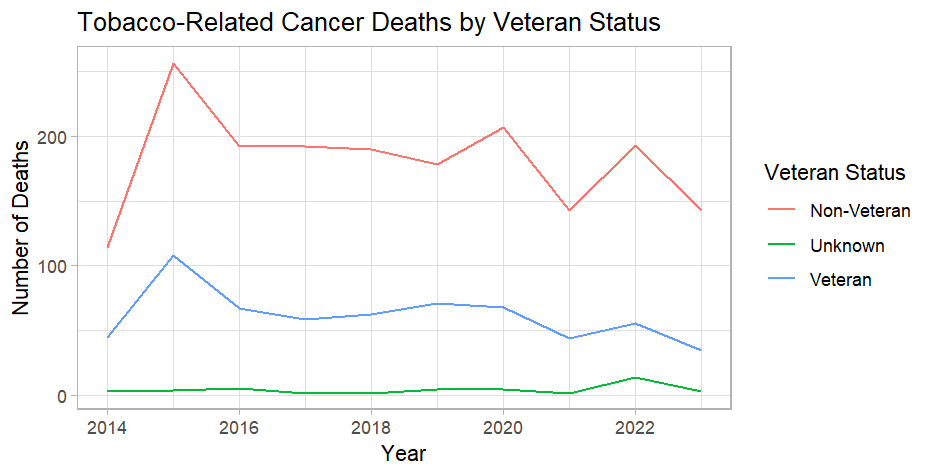 Tobacco-Related Cancer Deaths by Veteran Status
Number of Deaths
200
100
0
2014 2016 2018 2020 2022
Year
Veteran Status
Non-Veteran
Unknown
Veteran